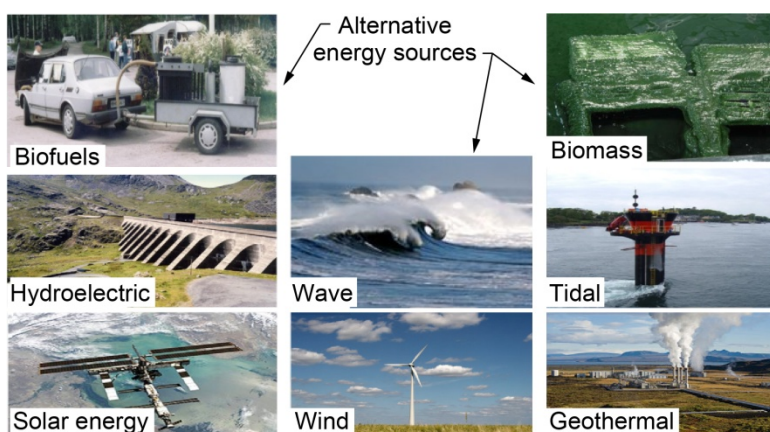 Alternative
energy sources
Biofuels
Biomass
Hydroelectric
Wave
Tidal
Solar energy
Wind
Geothermal